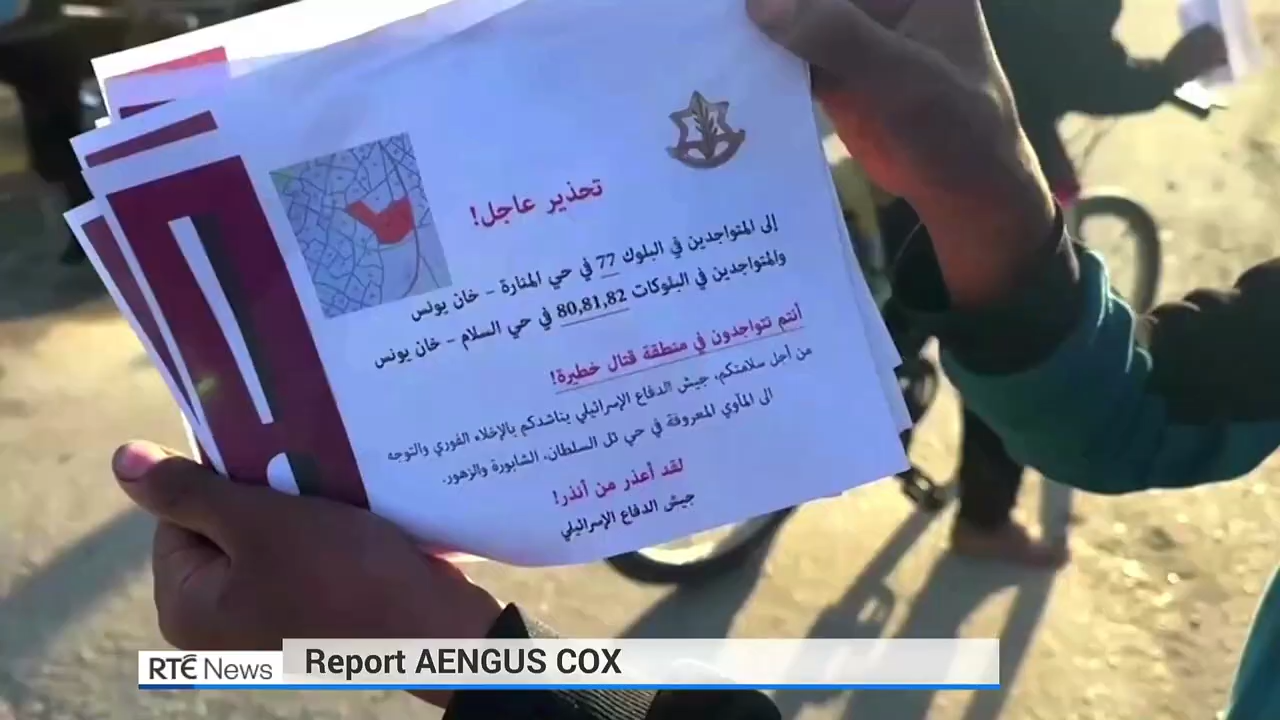 تحذير عاجل!
إلى المتواجدين في البلوك 77 في حي المنارة – خان يونس
والمتواجدين في البلوكات 80,81,82 في حي السلام – خان يونس
أنتم تتواجدون في منطقة قتال خطيرة!
من أجل سلامتكم، جيش الدفاع الإسرائيلي يناشدكم بالإخلاء الفوري والتوجه
الى المآوي المعروفة في حي تل السلطان، الشابورة والزهور.
لقد أعذر من أنذر!
جيش الدفاع الإسرائيلي
RTÉ News
Report AENGUS COX